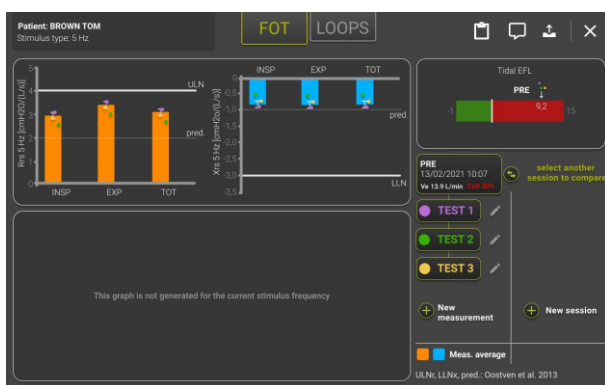 Patient: BROWN TOM
Stimulus type: 5 Hz
FOT
LOOPS
Rrs 5 Hz [cmH2O/(L/s)]
5
4
3
2
1
0
ULN
pred.
INSP EXP TOT
Xrs 5 Hz [cmH2o/(L/s)]
INSP EXP TOT
0
-0,5
-1,0
-1,5
-2,0
-2,5
-3,0
-3,5
pred.
LLN
Tidal EFL
PRE
-1
9,2
15
PRE
13/02/2021 10:07
Ve 13.9 L/min CoV 30%
select another
session to compare
TEST 1
TEST 2
TEST 3
This graph is not generated for the current stimulus frequency
New
measurement
New session
Meas. average
ULNr, LLNx, pred.: Oostven et al. 2013